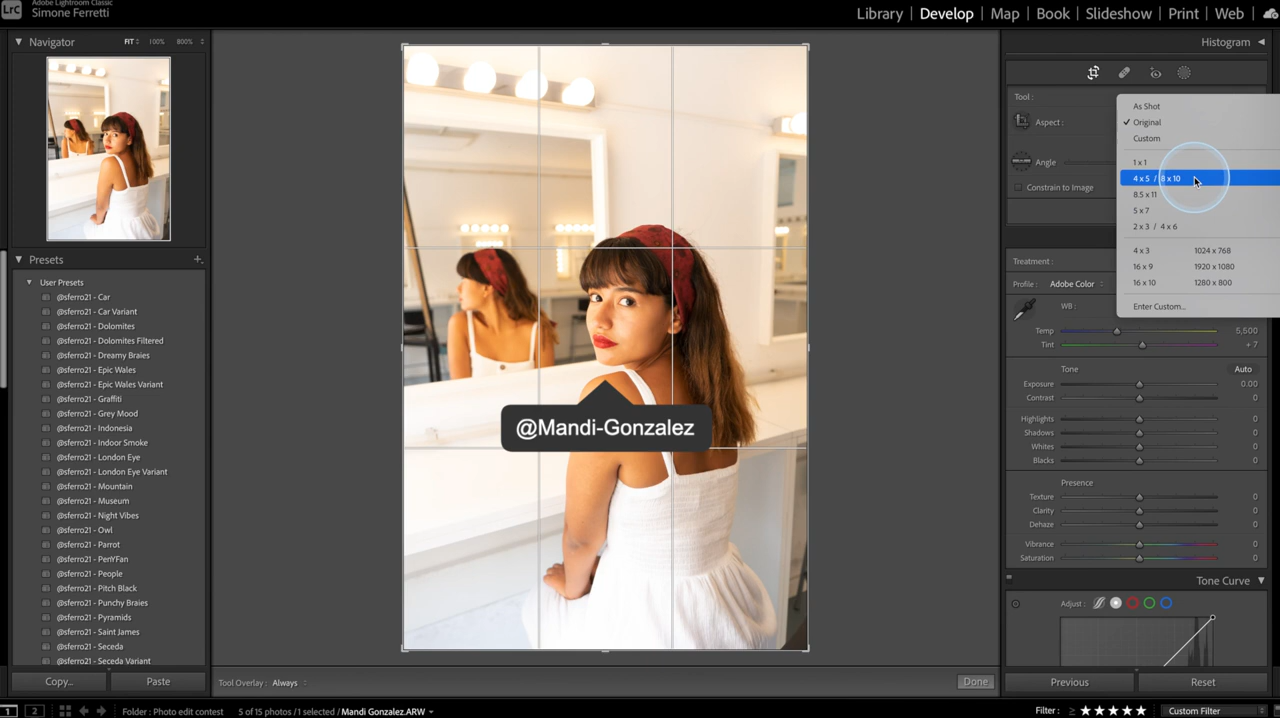 LrC
Adobe Lightroom Classic
Simone Ferretti
Library | Develop | Map | Book | Slideshow | Print | Web
Navigator
FIT
100%
800%
Presets
User Presets
@sferro21 - Car
@sferro21 - Car Variant
@sferro21 - Dolomites
@sferro21 - Dolomites Filtered
@sferro21 - Dreamy Braies
@sferro21 - Epic Wales
@sferro21 - Epic Wales Variant
@sferro21 - Graffiti
@sferro21 - Grey Mood
@sferro21 - Indonesia
@sferro21 - Indoor Smoke
@sferro21 - London Eye
@sferro21 - London Eye Variant
@sferro21 - Mountain
@sferro21 - Museum
@sferro21 - Night Vibes
@sferro21 - Owl
@sferro21 - Parrot
@sferro21 - PeriYFan
@sferro21 - People
@sferro21 - Pitch Black
@sferro21 - Punchy Braies
@sferro21 - Pyramids
@sferro21 - Saint James
@sferro21 - Seceda
@sferro21 - Seceda Variant
Copy...
Paste
@Mandi-Gonzalez
Tool Overlay : Always
Done
Histogram
Tool :
Aspect :
Angle
Constrain to Image
As Shot
✓ Original
Custom
1 x 1
4 x 5 / 8 x 10
8.5 x 11
5 x 7
2 x 3 / 4 x 6
4 x 3 1024 x 768
16 x 9 1920 x 1080
16 x 10 1280 x 800
Enter Custom...
Treatment :
Profile : Adobe Color
WB :
Temp 5,500
Tint + 7
Tone Auto
Exposure 0.00
Contrast 0
Highlights 0
Shadows 0
Whites 0
Blacks 0
Presence
Texture 0
Clarity 0
Dehaze 0
Vibrance 0
Saturation 0
Tone Curve
Adjust :
Previous
Reset
1 2
Folder : Photo edit contest
5 of 15 photos / 1 selected / Mandi Gonzalez.ARW
Filter : ≥ ★ ★ ★ ★ ★
Custom Filter